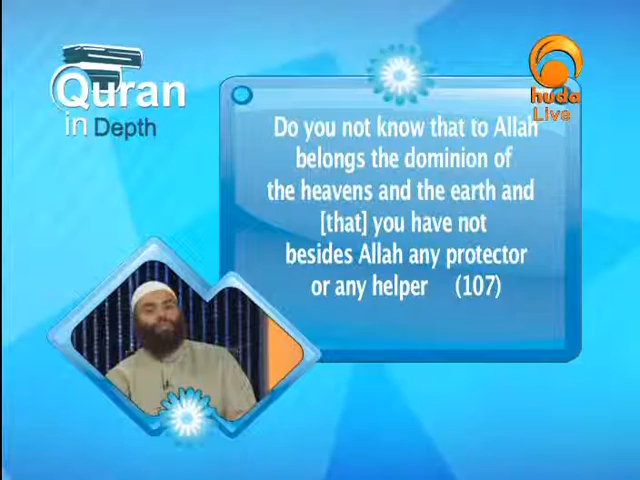 Quran
in Depth
huda
Live
Do you not know that to Allah
belongs the dominion of
the heavens and the earth and
[that] you have not
besides Allah any protector
or any helper (107)